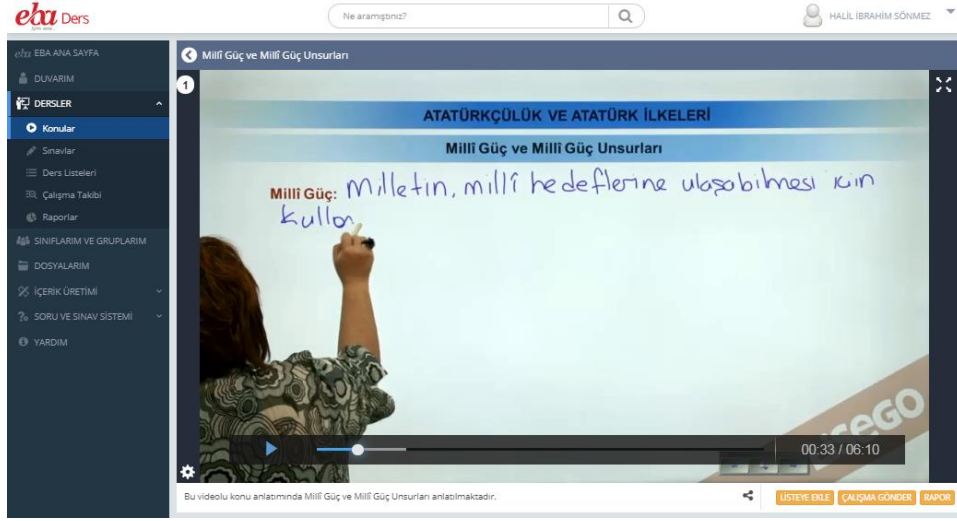 eba Ders
Ne aramıştınız?
HALİL İBRAHİM SÖNMEZ
eba EBA ANA SAYFA
DUVARIM
DERSLER
Konular
Sınavlar
Ders Listeleri
Çalışma Takibi
Raporlar
SINIFLARIM VE GRUPLARIM
DOSYALARIM
İÇERİK ÜRETİMİ
SORU VE SINAV SİSTEMİ
YARDIM
Millî Güç ve Millî Güç Unsurları
1
ATATÜRKÇÜLÜK VE ATATÜRK İLKELERİ
Millî Güç ve Millî Güç Unsurları
Millî Güç: Milletin, millî hedeflerine ulaşabilmesi için
kullan
00:33 / 06:10
Bu videolu konu anlatımında Millî Güç ve Millî Güç Unsurları anlatılmaktadır.
LİSTEYE EKLE
ÇALIŞMA GÖNDER
RAPOR